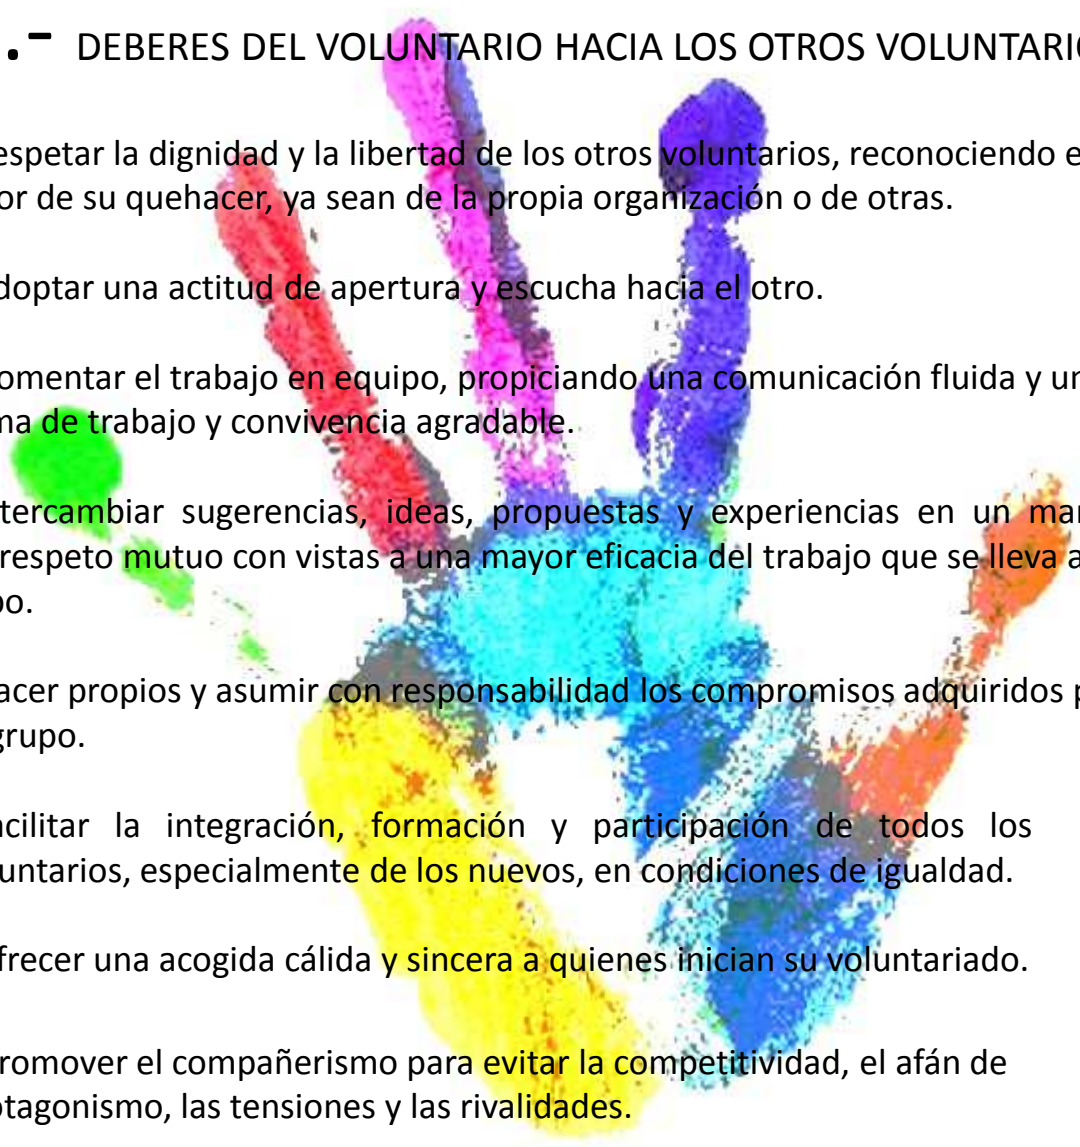 .- DEBERES DEL VOLUNTARIO HACIA LOS OTROS VOLUNTARIO
espetar la dignidad y la libertad de los otros voluntarios, reconociendo e
or de su quehacer, ya sean de la propia organización o de otras.
doptar una actitud de apertura y escucha hacia el otro.
omentar el trabajo en equipo, propiciando una comunicación fluida y un
ma de trabajo y convivencia agradable.
tercambiar sugerencias, ideas, propuestas y experiencias en un mar
respeto mutuo con vistas a una mayor eficacia del trabajo que se lleva a
po.
acer propios y asumir con responsabilidad los compromisos adquiridos p
grupo.
acilitar la integración, formación y participación de todos los
untarios, especialmente de los nuevos, en condiciones de igualdad.
frecer una acogida cálida y sincera a quienes inician su voluntariado.
romover el compañerismo para evitar la competitividad, el afán de
otagonismo, las tensiones y las rivalidades.